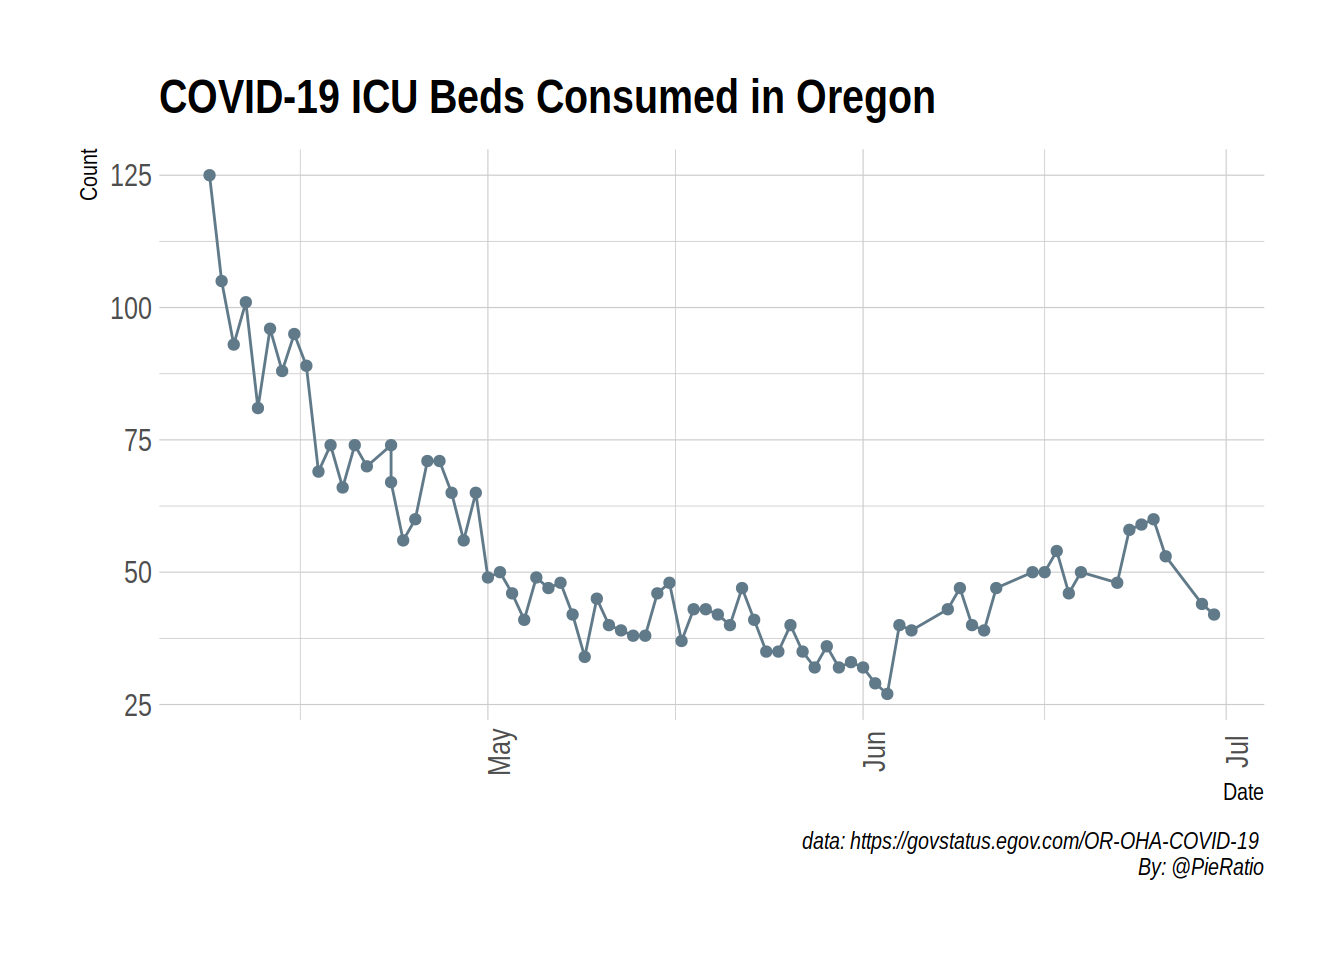 COVID-19 ICU Beds Consumed in Oregon
Count
125
100
75
50
25
May
Jun
Jul
Date
data: https://govstatus.egov.com/OR-OHA-COVID-19
By: @PieRatio